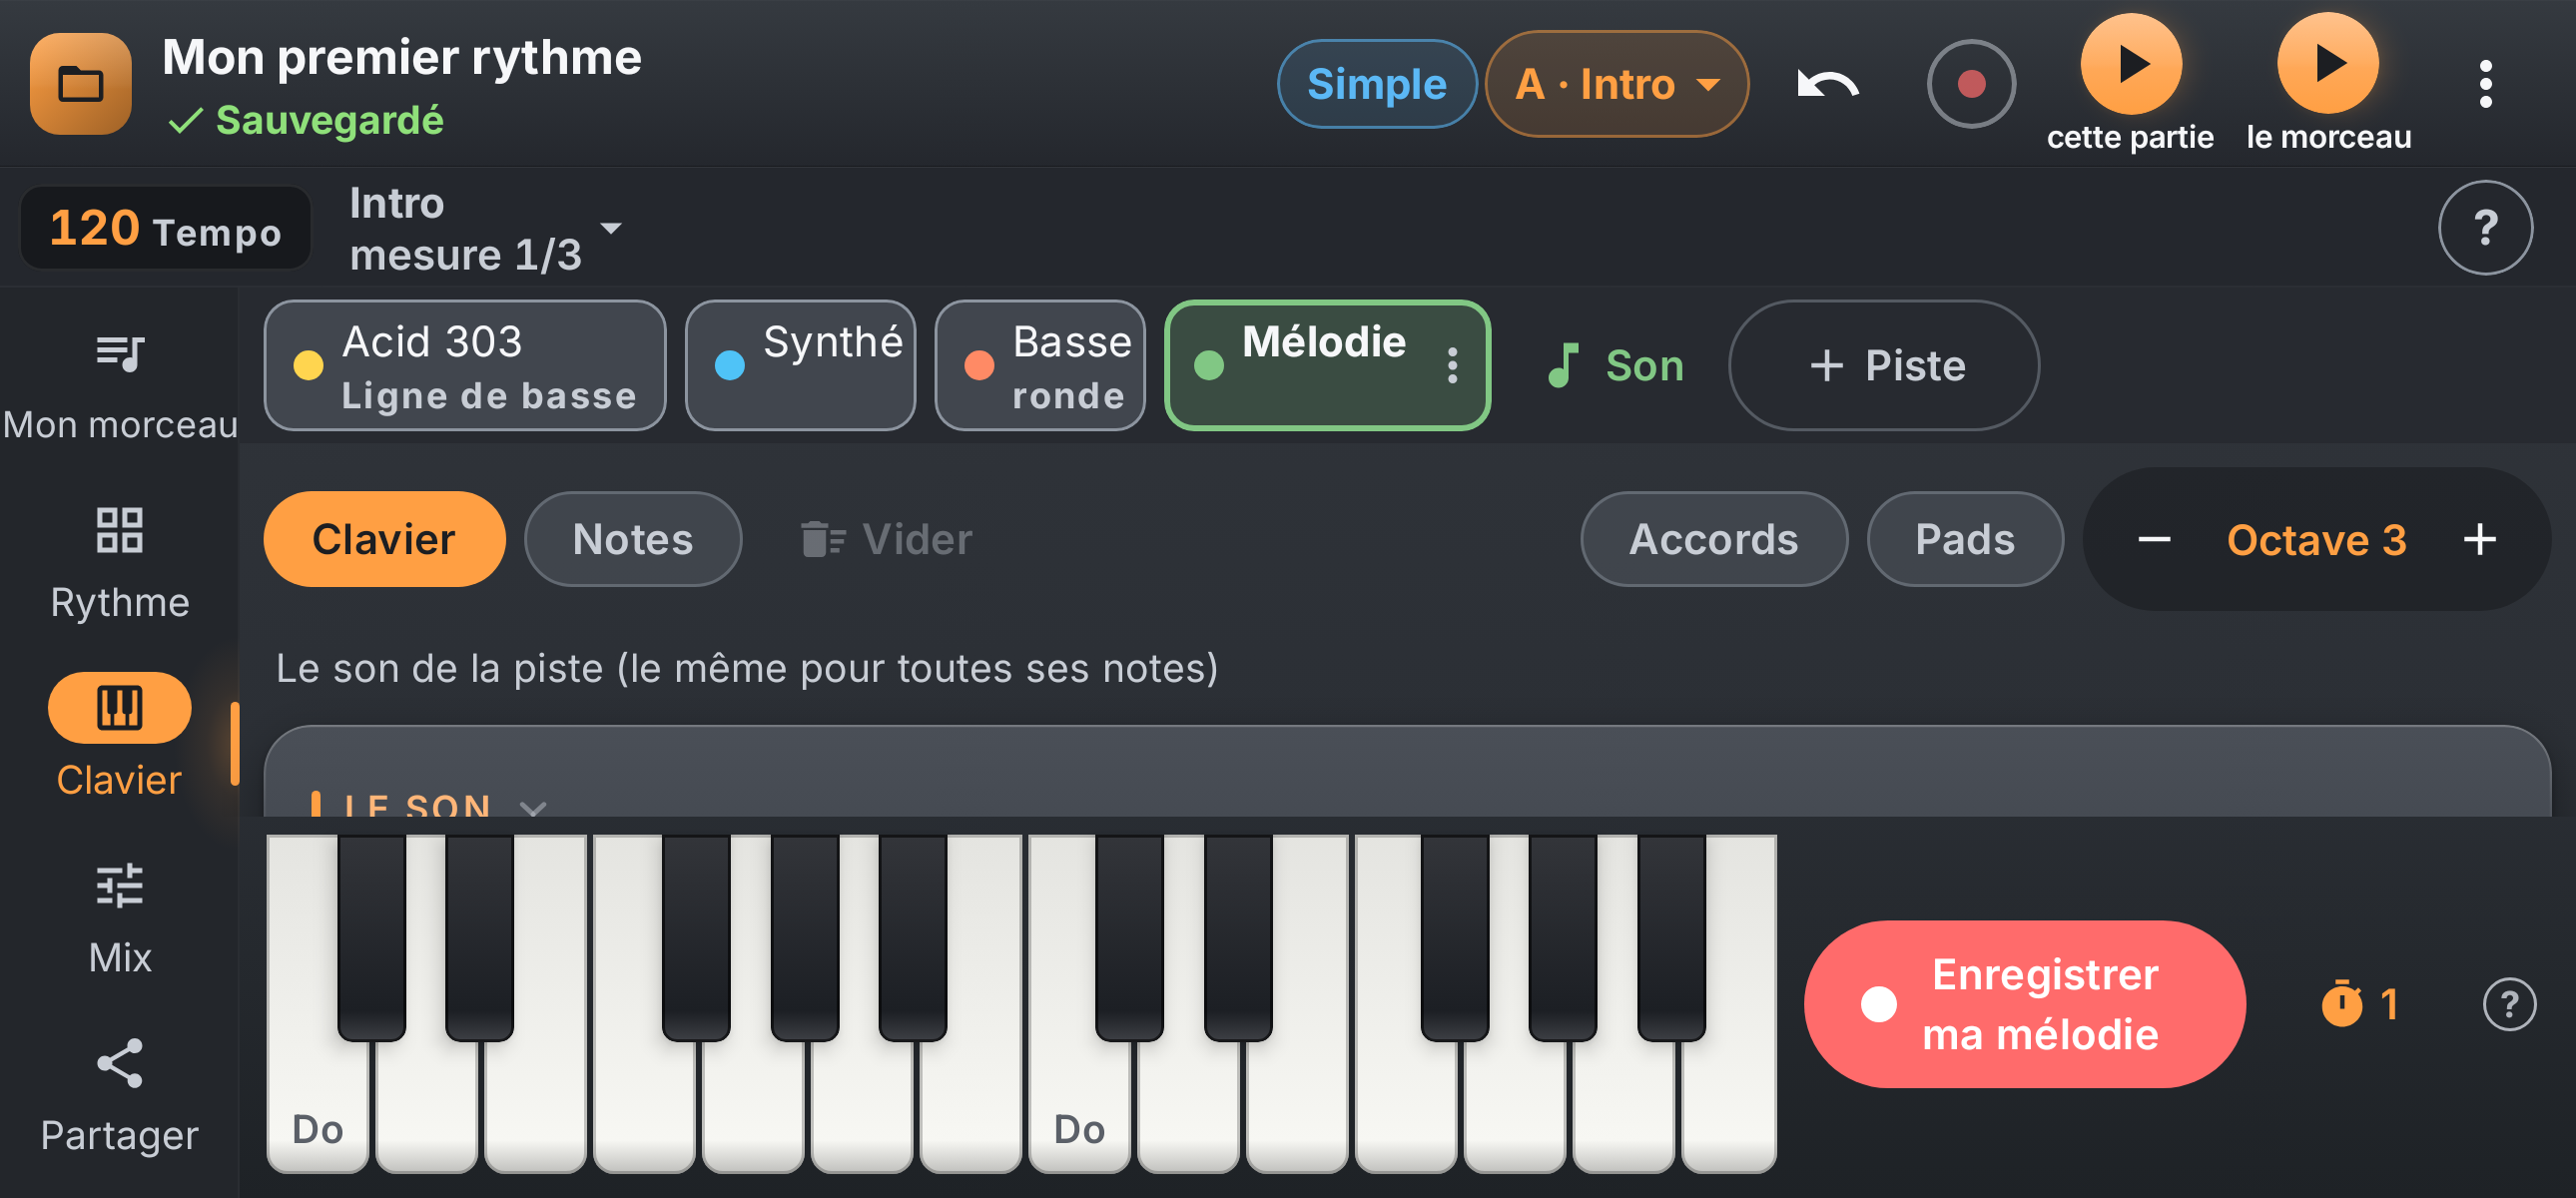 Mon premier rythme
Sauvegardé
Simple
A · Intro
cette partie
le morceau
120 Tempo
Intro
mesure 1/3
?
Mon morceau
Rythme
Clavier
Mix
Partager
Acid 303
Ligne de basse
Synthé
Basse
ronde
Mélodie
Son
+ Piste
Clavier
Notes
Vider
Accords
Pads
− Octave 3 +
Le son de la piste (le même pour toutes ses notes)
LE SON
Do
Do
Enregistrer
ma mélodie
1
?